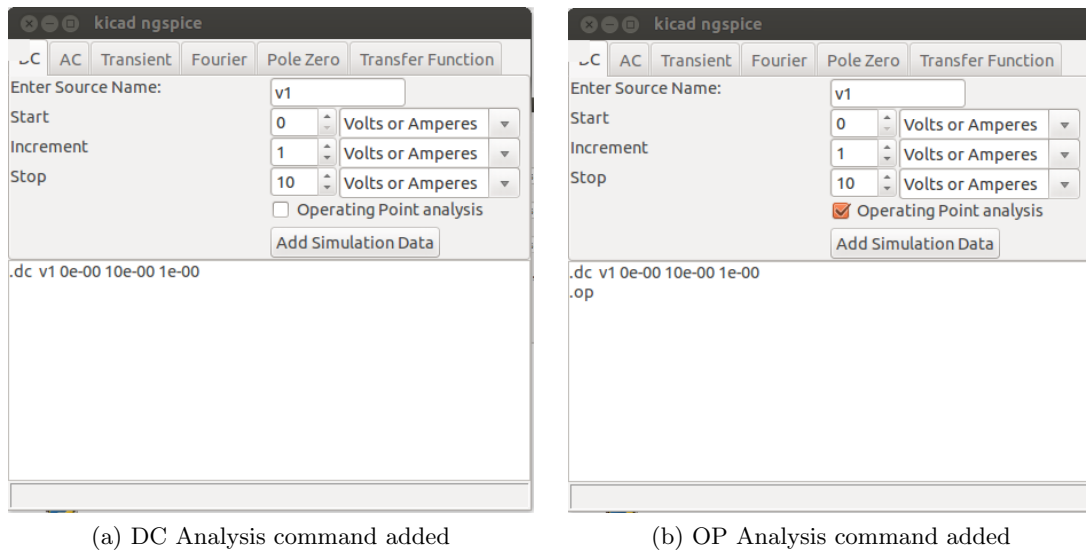 kicad ngspice
DC AC Transient Fourier Pole Zero Transfer Function
Enter Source Name: v1
Start 0 Volts or Amperes
Increment 1 Volts or Amperes
Stop 10 Volts or Amperes
Operating Point analysis
Add Simulation Data
.dc v1 0e-00 10e-00 1e-00
(a) DC Analysis command added
kicad ngspice
DC AC Transient Fourier Pole Zero Transfer Function
Enter Source Name: v1
Start 0 Volts or Amperes
Increment 1 Volts or Amperes
Stop 10 Volts or Amperes
Operating Point analysis
Add Simulation Data
.dc v1 0e-00 10e-00 1e-00
.op
(b) OP Analysis command added